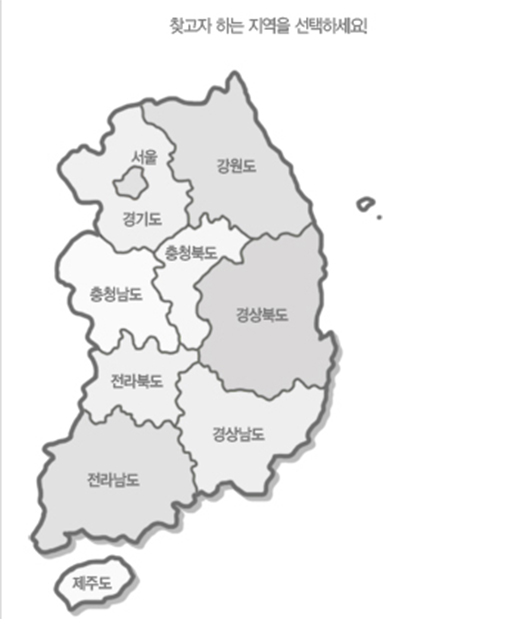 찾고자 하는 지역을 선택하세요!
서울
강원도
경기도
충청북도
충청남도
경상북도
전라북도
경상남도
전라남도
제주도